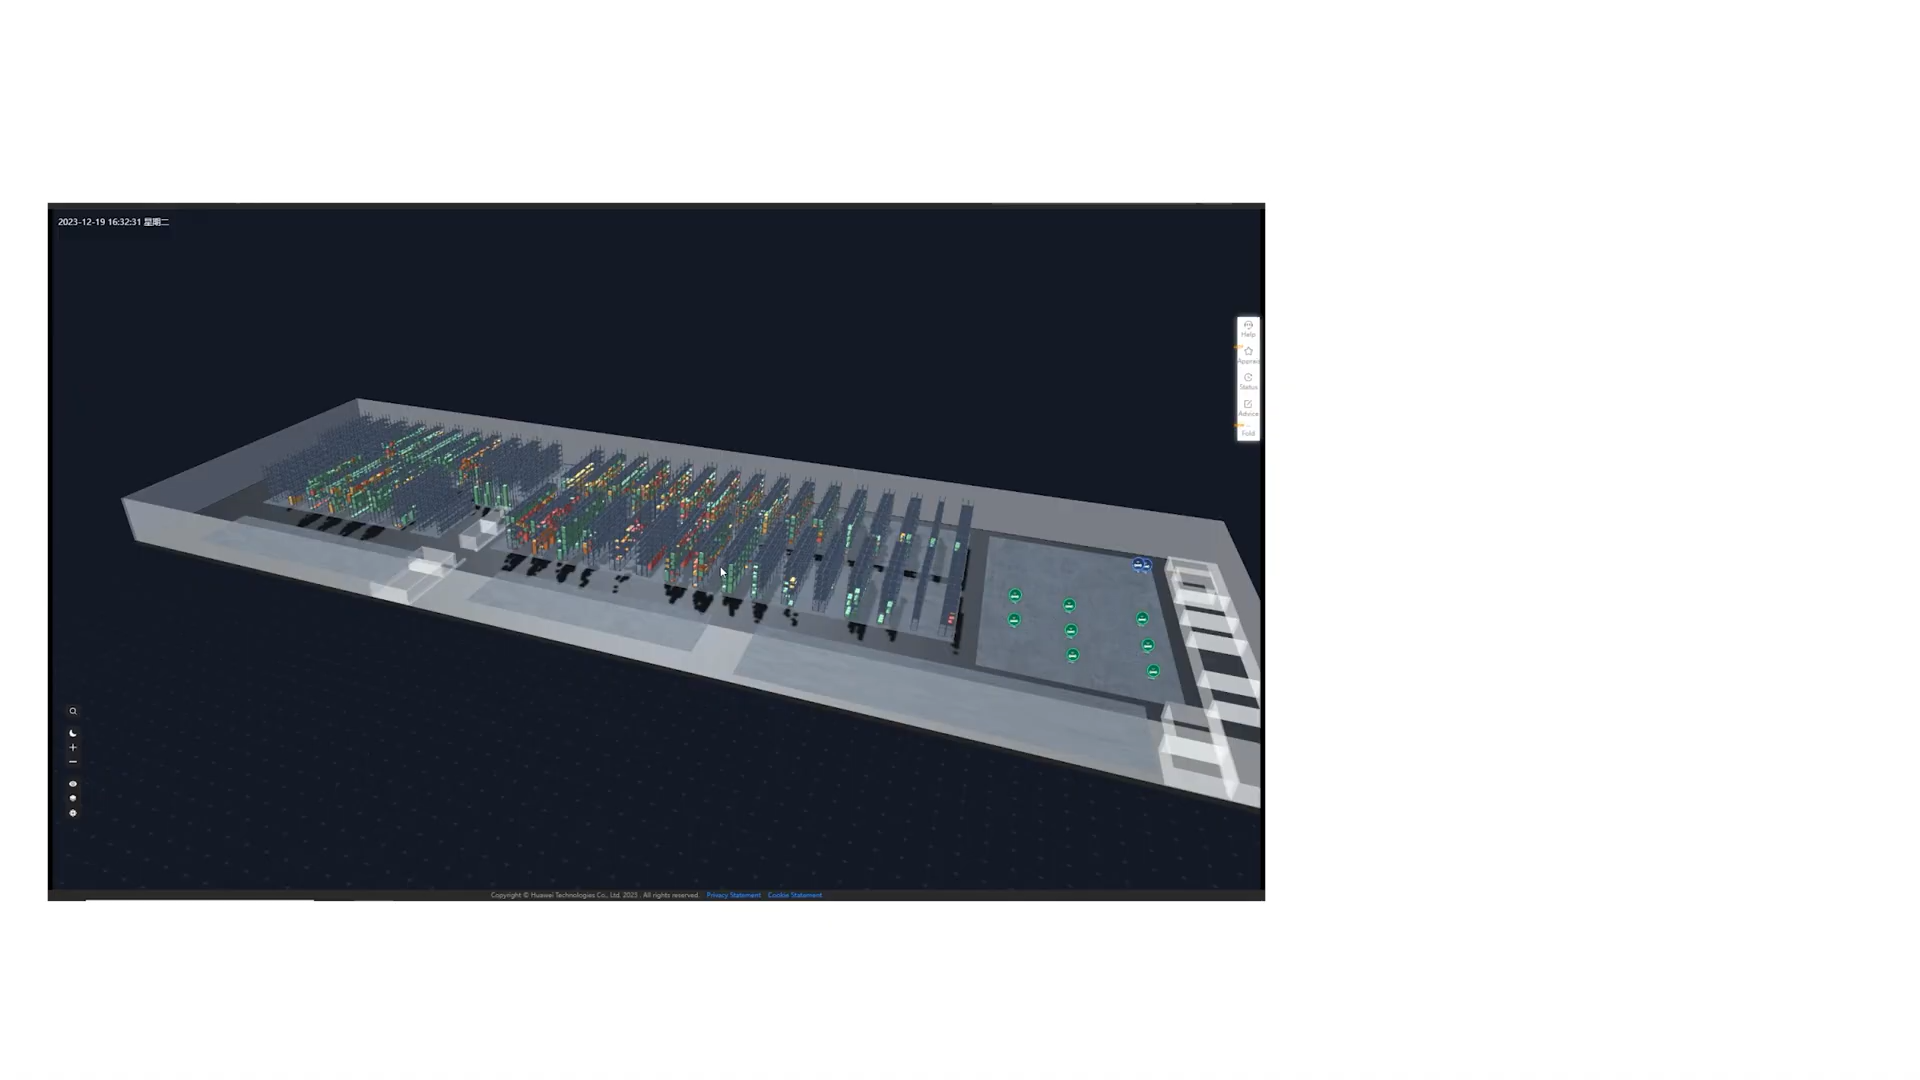 2023-12-19 16:32:31 星期二
Help
Apprais
Status
Advice
Fold
Copyright © Huawei Technologies Co., Ltd. 2023 . All rights reserved. Privacy Statement Cookie Statement